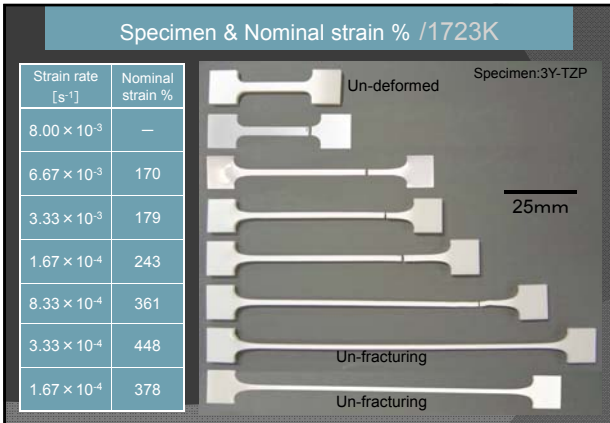 Specimen & Nominal strain % /1723K
Strain rate [s-1] Nominal strain %
8.00×10-3 —
6.67×10-3 170
3.33×10-3 179
1.67×10-4 243
8.33×10-4 361
3.33×10-4 448
1.67×10-4 378
Specimen:3Y-TZP
Un-deformed
25mm
Un-fracturing
Un-fracturing